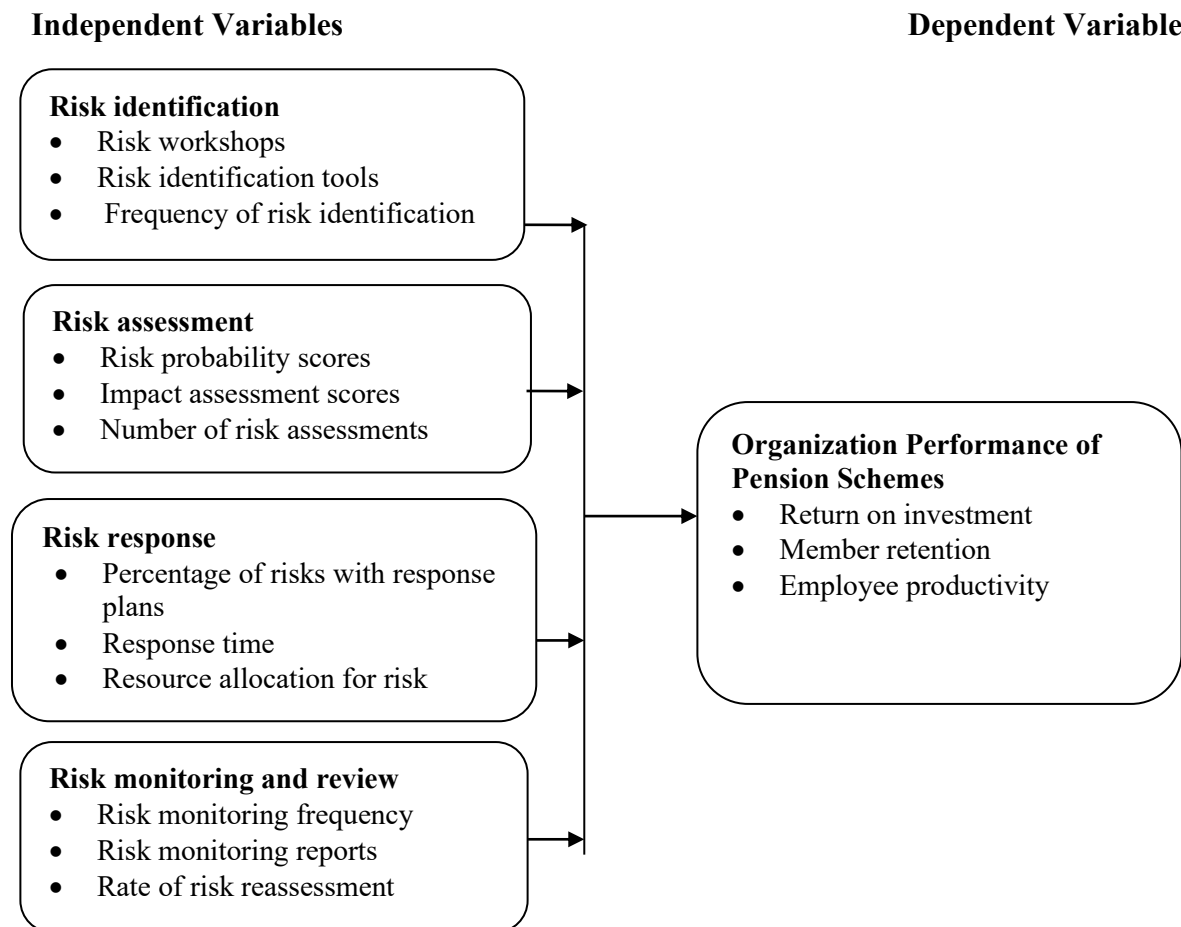 Independent Variables
Dependent Variable
Risk identification
• Risk workshops
• Risk identification tools
• Frequency of risk identification
Risk assessment
• Risk probability scores
• Impact assessment scores
• Number of risk assessments
Risk response
• Percentage of risks with response
plans
• Response time
• Resource allocation for risk
Risk monitoring and review
• Risk monitoring frequency
• Risk monitoring reports
• Rate of risk reassessment
Organization Performance of
Pension Schemes
• Return on investment
• Member retention
• Employee productivity